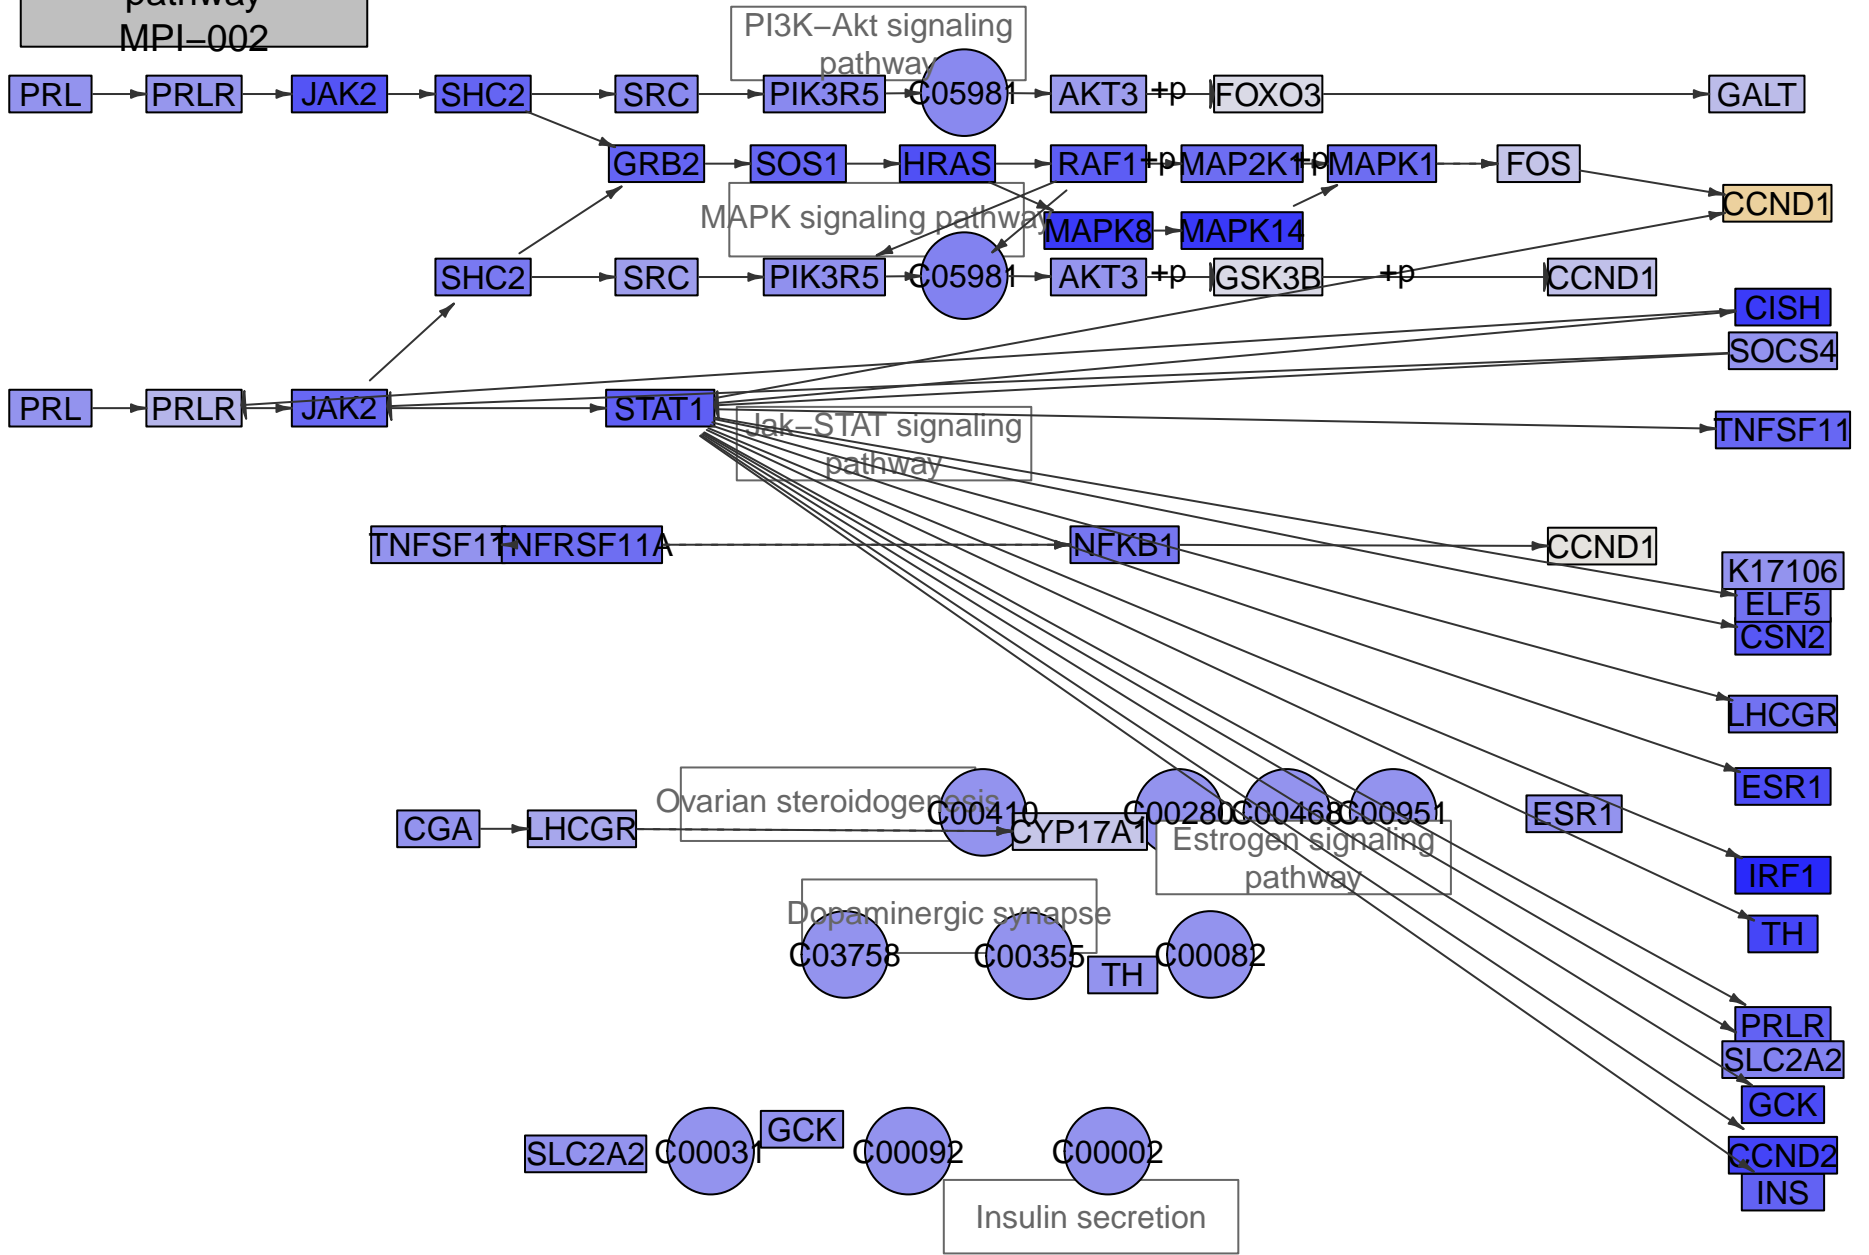 pathway
MPI–002
PI3K–Akt signaling
pathway
PRL
PRLR
JAK2
SHC2
SRC
PIK3R5
C05981
AKT3
+p
FOXO3
GALT
GRB2
SOS1
HRAS
RAF1
+p
MAP2K1
+p
MAPK1
FOS
CCND1
MAPK signaling pathway
MAPK8
MAPK14
SHC2
SRC
PIK3R5
C05981
AKT3
+p
GSK3B
+p
CCND1
CISH
SOCS4
PRL
PRLR
JAK2
STAT1
Jak–STAT signaling
pathway
TNFSF11
TNFSF11
TNFRSF11A
NFKB1
CCND1
K17106
ELF5
CSN2
LHCGR
ESR1
Ovarian steroidogenesis
C00410
C00280
C00468
C00951
ESR1
CGA
LHCGR
CYP17A1
Estrogen signaling
pathway
IRF1
Dopaminergic synapse
TH
C03758
C00355
TH
C00082
PRLR
SLC2A2
GCK
SLC2A2
C00031
GCK
C00092
C00002
CCND2
INS
Insulin secretion